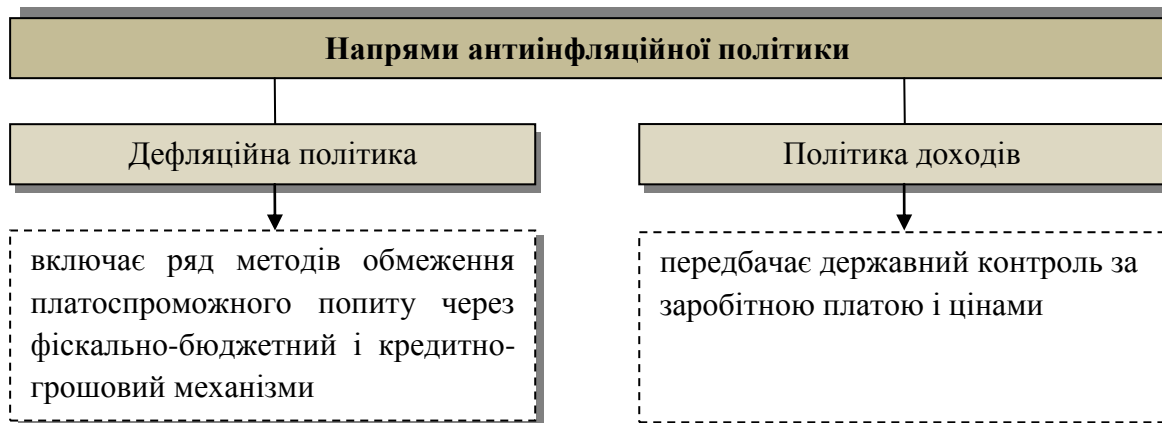 Напрями антиінфляційної політики
Дефляційна політика
включає ряд методів обмеження
платоспроможного попиту через
фіскально-бюджетний і кредитно-
грошовий механізми
Політика доходів
передбачає державний контроль за
заробітною платою і цінами